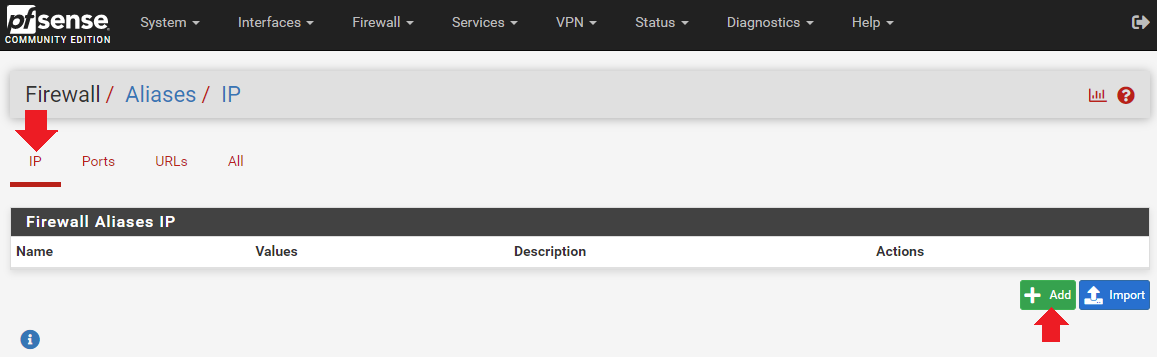 pfsense System Interfaces Firewall Services VPN Status Diagnostics Help
COMMUNITY EDITION
Firewall / Aliases / IP
IP Ports URLs All
Firewall Aliases IP
Name Values Description Actions
Add Import